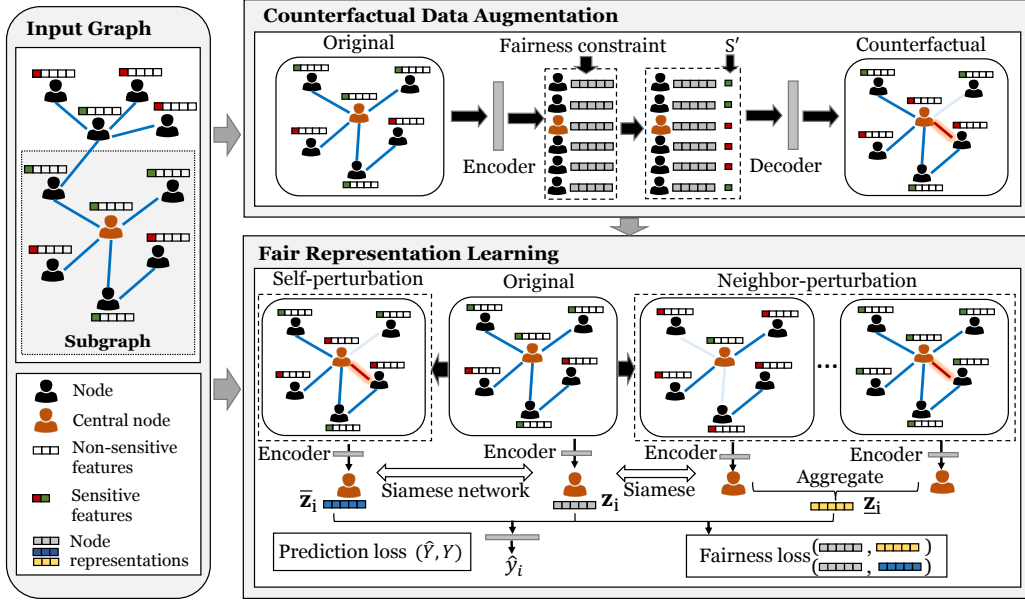 Input Graph
Subgraph
Node
Central node
Non-sensitive
features
Sensitive
features
Node
representations
Counterfactual Data Augmentation
Original
Fairness constraint
S′
Counterfactual
Encoder
Decoder
Fair Representation Learning
Self-perturbation
Original
Neighbor-perturbation
...
Encoder
Encoder
Encoder
Encoder
Siamese network
Siamese
Aggregate
z̅i
zi
z̲i
Prediction loss (Ŷ, Y)
ŷi
Fairness loss( , )
( , )